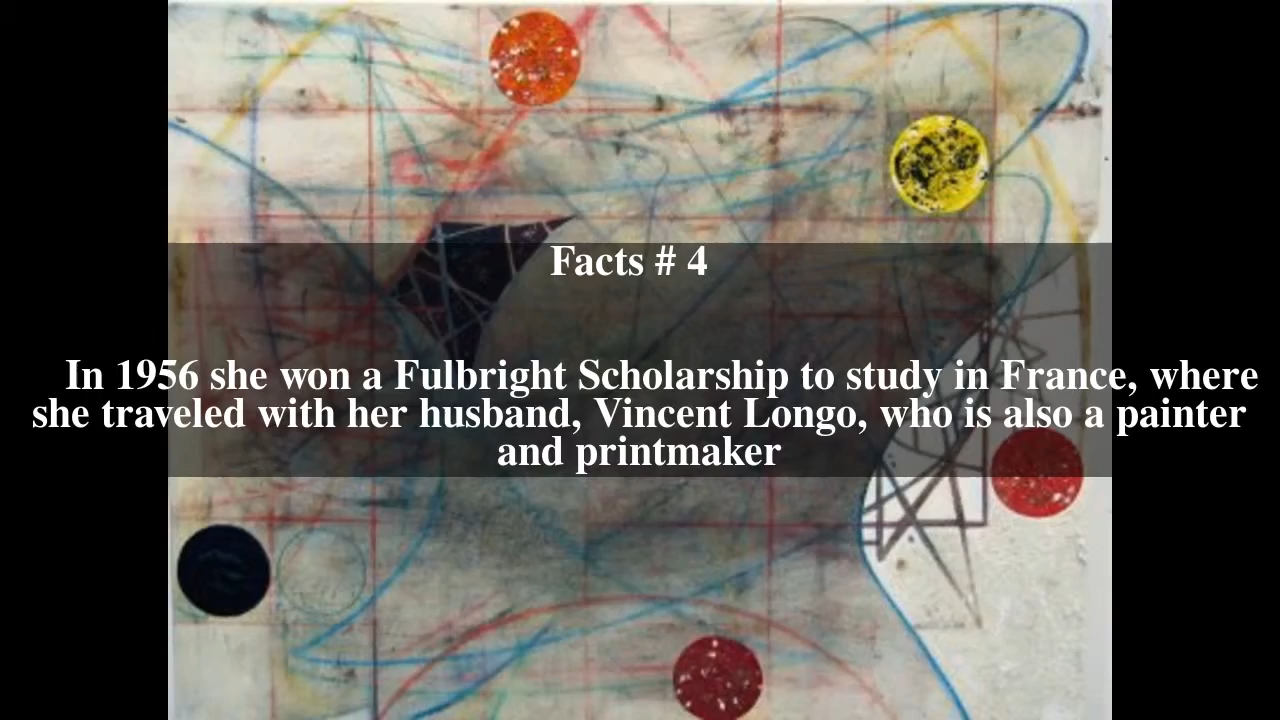 Facts # 4
In 1956 she won a Fulbright Scholarship to study in France, where
she traveled with her husband, Vincent Longo, who is also a painter
and printmaker